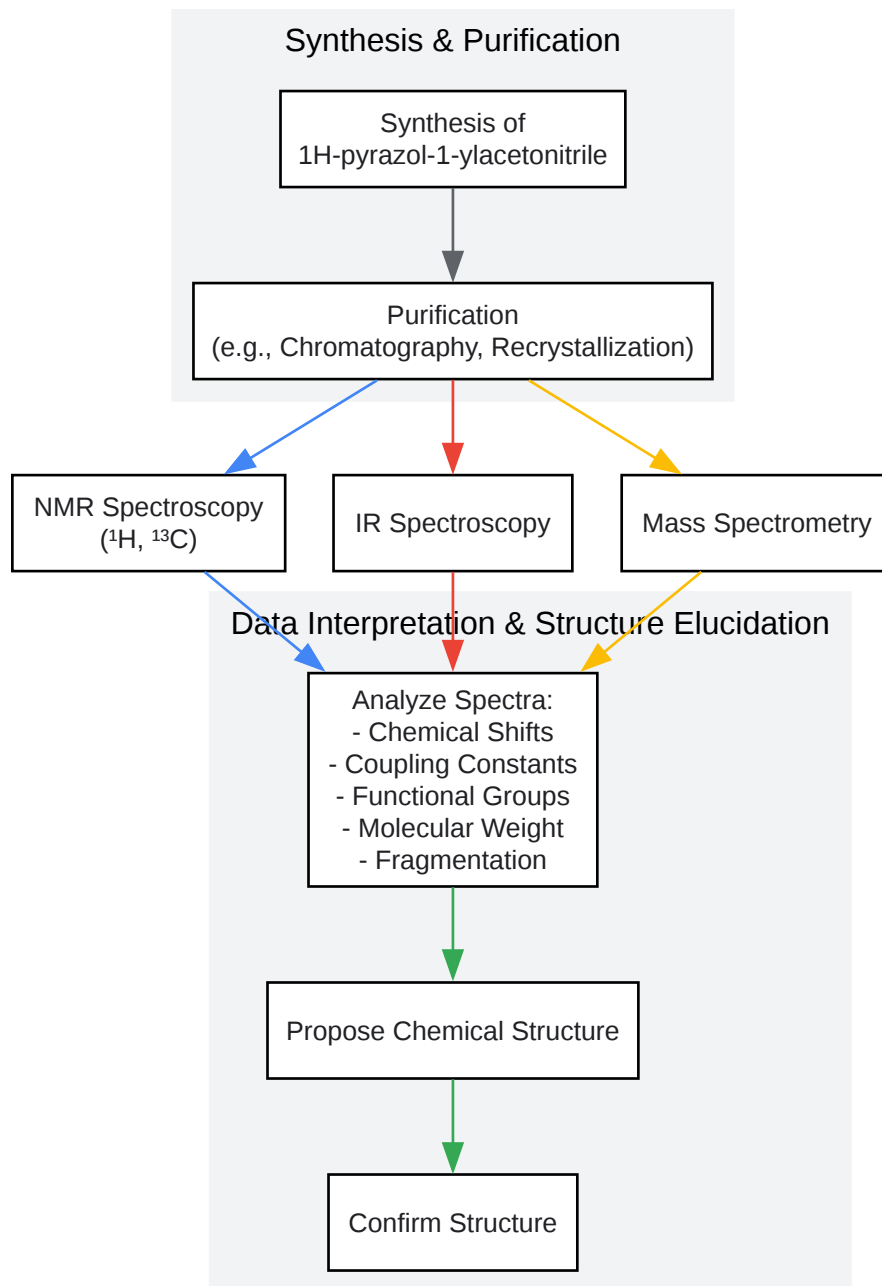 Synthesis & Purification
Synthesis of
1H-pyrazol-1-ylacetonitrile
Purification
(e.g., Chromatography, Recrystallization)
NMR Spectroscopy
(¹H, ¹³C)
IR Spectroscopy
Mass Spectrometry
Data Interpretation & Structure Elucidation
Analyze Spectra:
- Chemical Shifts
- Coupling Constants
- Functional Groups
- Molecular Weight
- Fragmentation
Propose Chemical Structure
Confirm Structure